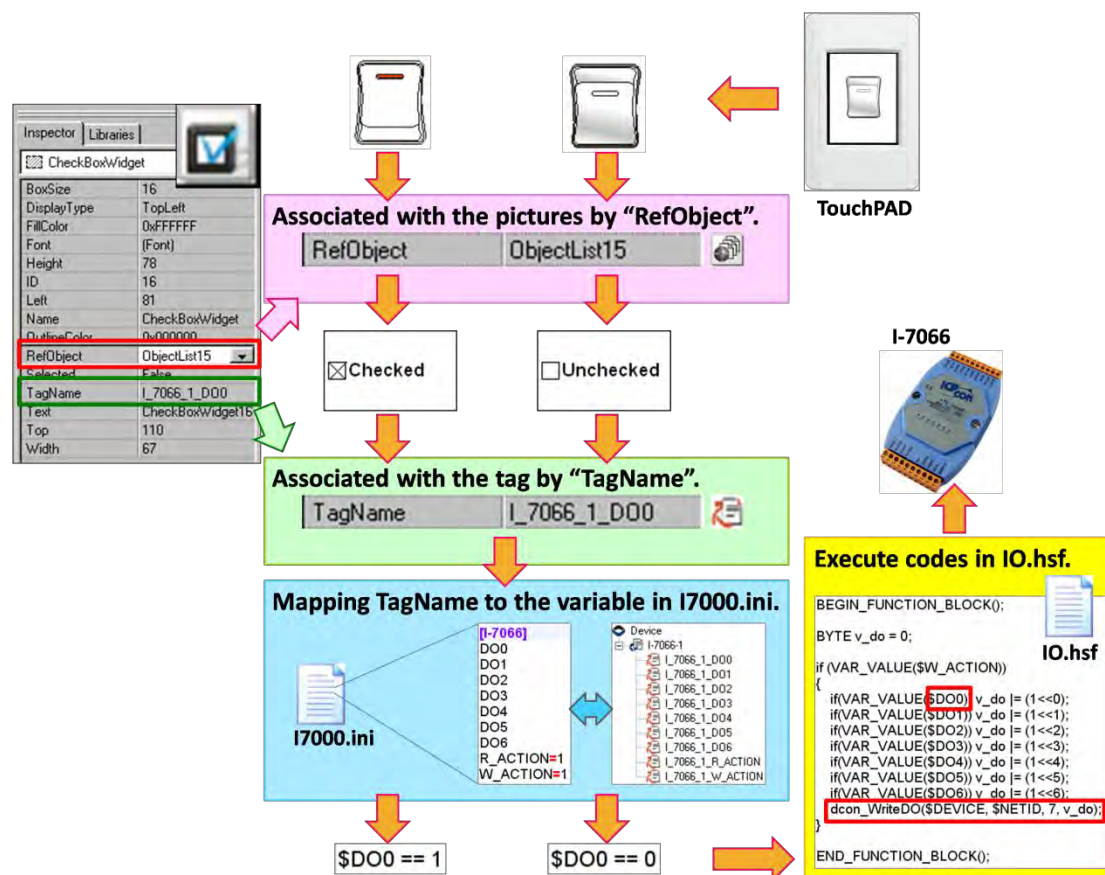 TouchPAD
Inspector Libraries
CheckBoxWidget
BoxSize 16
DisplayType TopLeft
FillColor 0xFFFFFF
Font (Font)
Height 78
ID 16
Left 81
Name CheckBoxWidget
OutlineColor 0x000000
RefObject ObjectList15
Selected False
TagName I_7066_1_DO0
Text CheckBoxWidget16
Top 110
Width 67
Associated with the pictures by “RefObject”.
RefObject ObjectList15
Checked
Unchecked
Associated with the tag by “TagName”.
TagName I_7066_1_DO0
Mapping TagName to the variable in I7000.ini.
I7000.ini
[I-7066]
DO0
DO1
DO2
DO3
DO4
DO5
DO6
R_ACTION=1
W_ACTION=1
Device
I-7066-1
I_7066_1_DO0
I_7066_1_DO1
I_7066_1_DO2
I_7066_1_DO3
I_7066_1_DO4
I_7066_1_DO5
I_7066_1_DO6
I_7066_1_R_ACTION
I_7066_1_W_ACTION
$DO0 == 1
$DO0 == 0
I-7066
Execute codes in IO.hsf.
IO.hsf
BEGIN_FUNCTION_BLOCK();
BYTE v_do = 0;
if (VAR_VALUE($W_ACTION))
{
if(VAR_VALUE($DO0)) v_do |= (1<<0);
if(VAR_VALUE($DO1)) v_do |= (1<<1);
if(VAR_VALUE($DO2)) v_do |= (1<<2);
if(VAR_VALUE($DO3)) v_do |= (1<<3);
if(VAR_VALUE($DO4)) v_do |= (1<<4);
if(VAR_VALUE($DO5)) v_do |= (1<<5);
if(VAR_VALUE($DO6)) v_do |= (1<<6);
dcon_WriteDO($DEVICE, $NETID, 7, v_do);
}
END_FUNCTION_BLOCK();